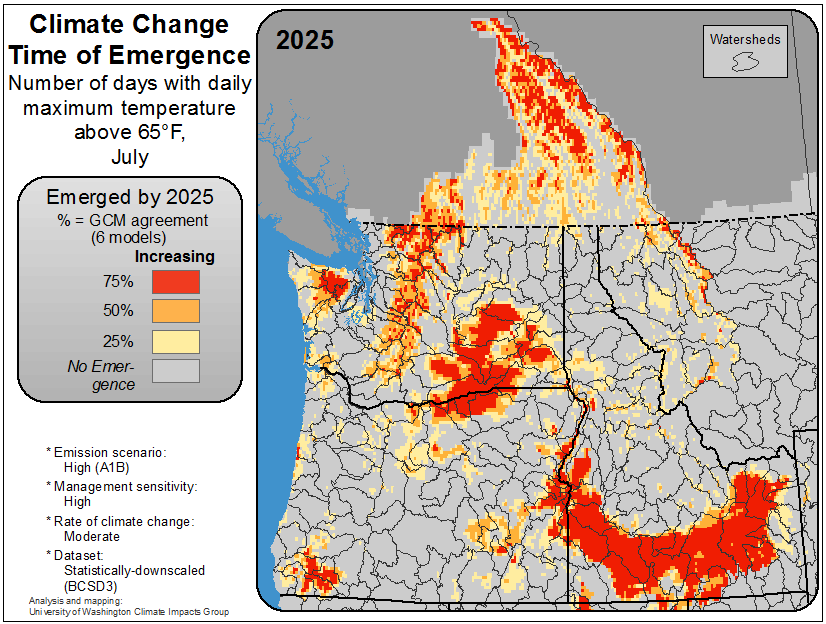 Climate Change
Time of Emergence
Number of days with daily
maximum temperature
above 65°F,
July
Emerged by 2025
% = GCM agreement
(6 models)
Increasing
75%
50%
25%
No Emer-
gence
* Emission scenario:
High (A1B)
* Management sensitivity:
High
* Rate of climate change:
Moderate
* Dataset:
Statistically-downscaled
(BCSD3)
Analysis and mapping:
University of Washington Climate Impacts Group
2025
Watersheds